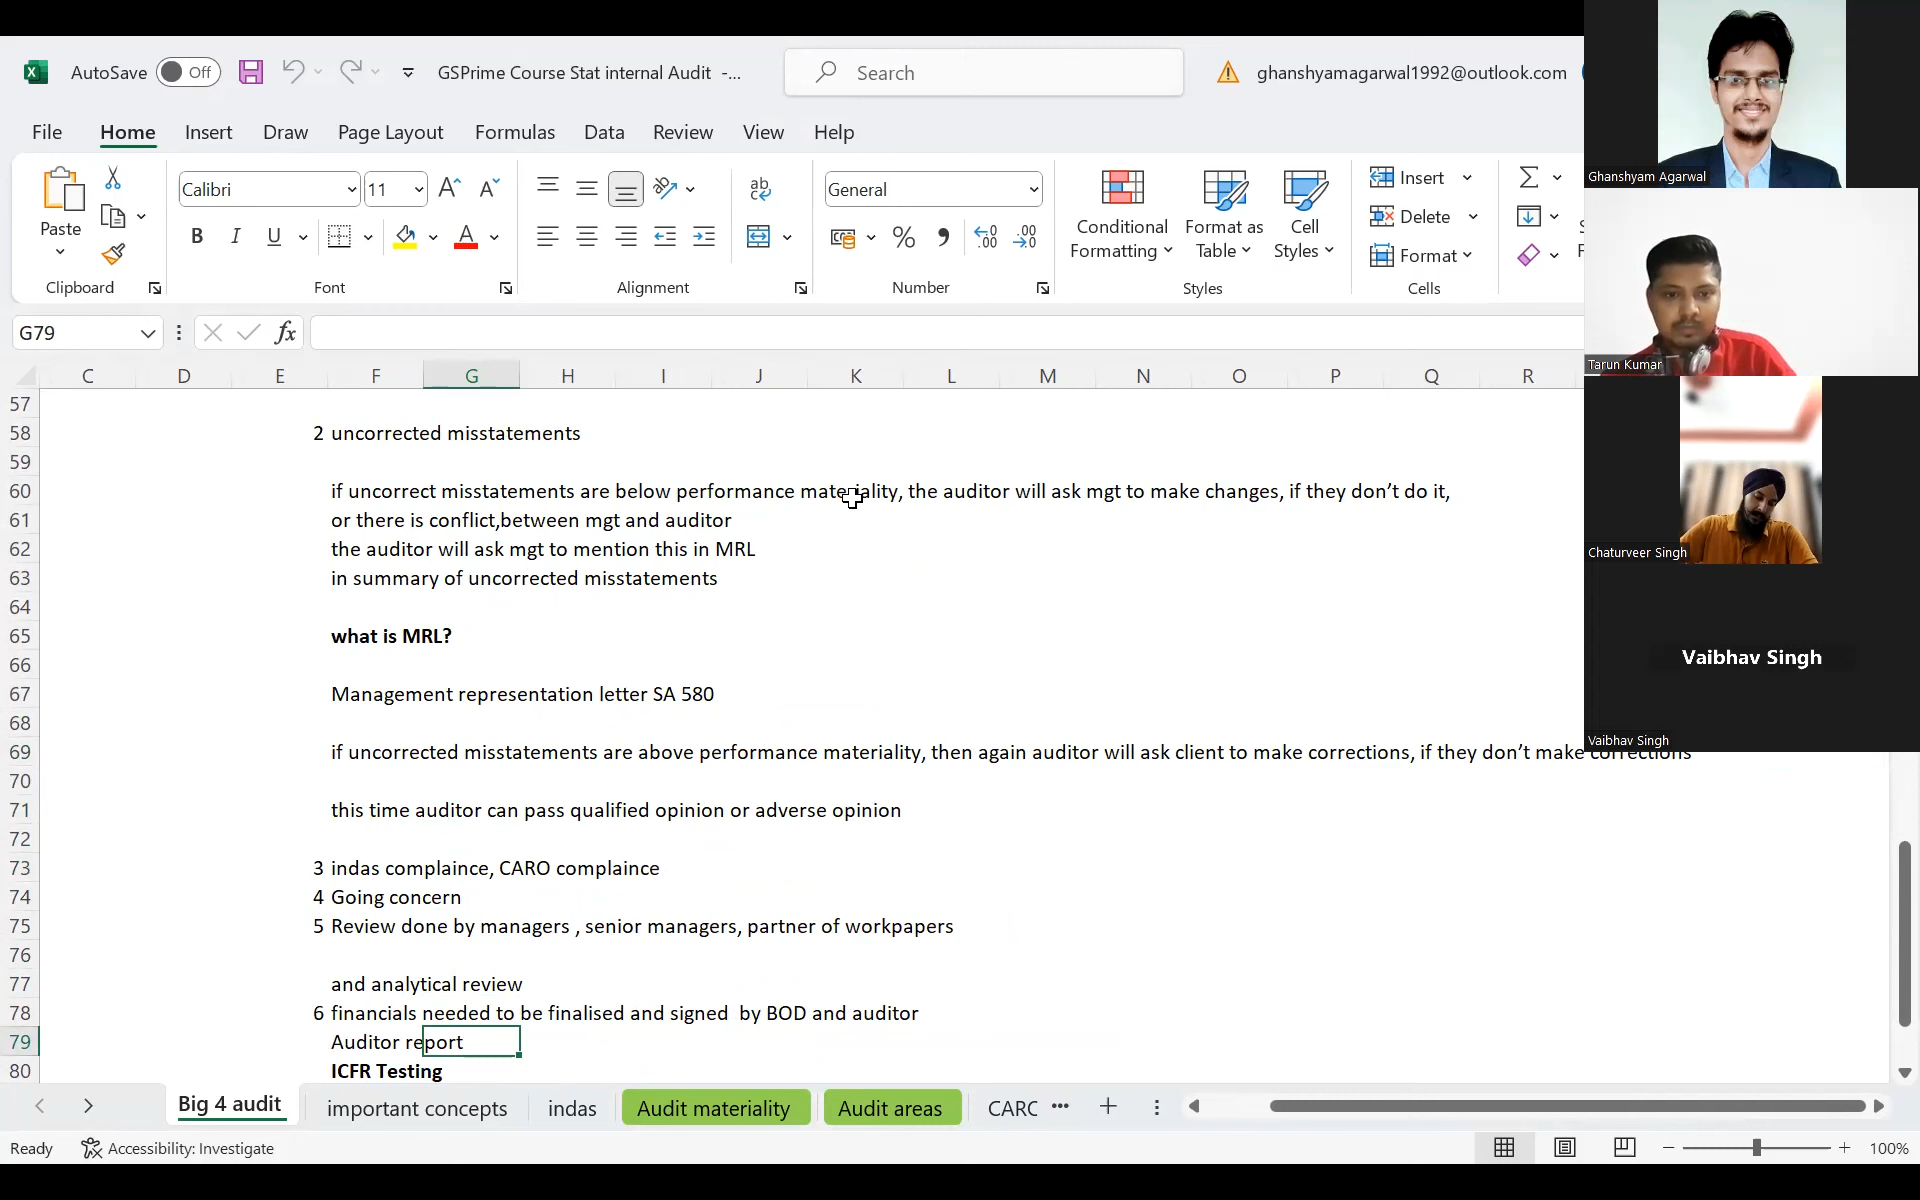 AutoSave Off GSPrime Course Stat internal Audit -... Search ghanshyamagarwal1992@outlook.com
File Home Insert Draw Page Layout Formulas Data Review View Help
Paste
Clipboard
Calibri 11
B I U A
Font
ab
Alignment
General
% .00
Number
Conditional Formatting
Format as Table
Cell Styles
Styles
Insert
Delete
Format
Cells
G79 fx
C D E F G H I J K L M N O P Q R
57
58 2 uncorrected misstatements
59
60 if uncorrect misstatements are below performance materiality, the auditor will ask mgt to make changes, if they don’t do it,
61 or there is conflict,between mgt and auditor
62 the auditor will ask mgt to mention this in MRL
63 in summary of uncorrected misstatements
64
65 what is MRL?
66
67 Management representation letter SA 580
68
69 if uncorrected misstatements are above performance materiality, then again auditor will ask client to make corrections, if they don’t make corrections
70
71 this time auditor can pass qualified opinion or adverse opinion
72
73 3 indas complaince, CARO complaince
74 4 Going concern
75 5 Review done by managers , senior managers, partner of workpapers
76
77 and analytical review
78 6 financials needed to be finalised and signed by BOD and auditor
79 Auditor report
80 ICFR Testing
Big 4 audit important concepts indas Audit materiality Audit areas CARC ...
Ready Accessibility: Investigate 100%
Ghanshyam Agarwal
Tarun Kumar
Chaturveer Singh
Vaibhav Singh
Vaibhav Singh